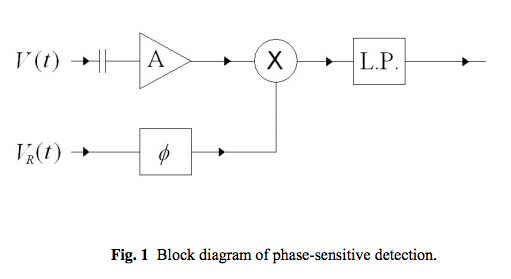 V(t) A X L.P.
V_R(t) ϕ
Fig. 1 Block diagram of phase-sensitive detection.